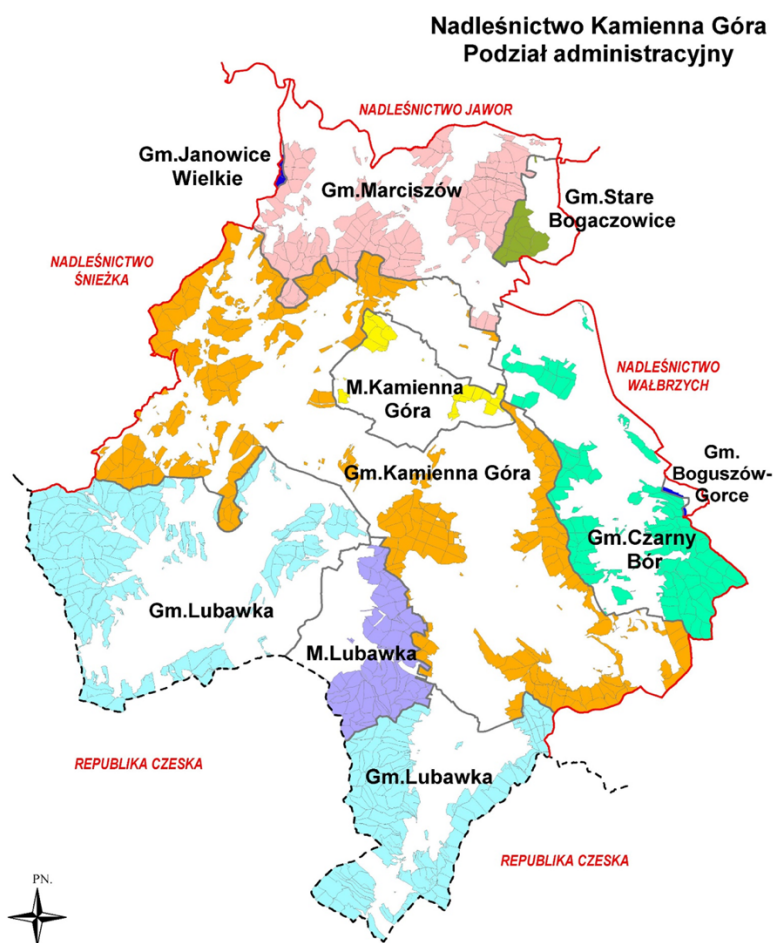 Nadleśnictwo Kamienna Góra
Podział administracyjny
NADLEŚNICTWO JAWOR
Gm.Janowice
Wielkie
Gm.Marciszów
Gm.Stare
Bogaczowice
NADLEŚNICTWO
ŚNIEŻKA
NADLEŚNICTWO
WAŁBRZYCH
M.Kamienna
Góra
Gm.
Boguszów-
Gorce
Gm.Kamienna Góra
Gm.Czarny
Bór
Gm.Lubawka
M.Lubawka
REPUBLIKA CZESKA
Gm.Lubawka
REPUBLIKA CZESKA
PN.